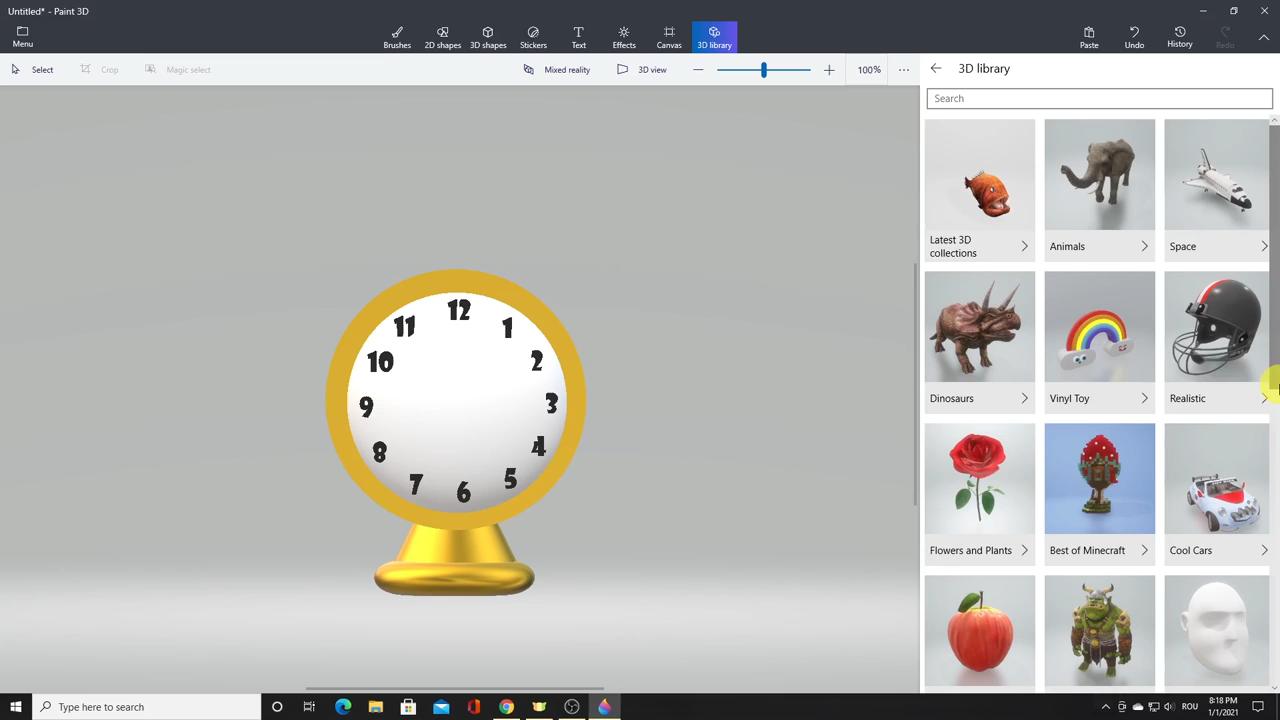 Untitled* - Paint 3D
Menu
Brushes
2D shapes
3D shapes
Stickers
Text
Effects
Canvas
3D library
Paste
Undo
History
Redo
Select
Crop
Magic select
Mixed reality
3D view
100%
3D library
Search
Latest 3D
collections
Animals
Space
Dinosaurs
Vinyl Toy
Realistic
Flowers and Plants
Best of Minecraft
Cool Cars
12
11
1
10
2
9
3
8
4
7
5
6
Type here to search
ROU
8:18 PM
1/1/2021